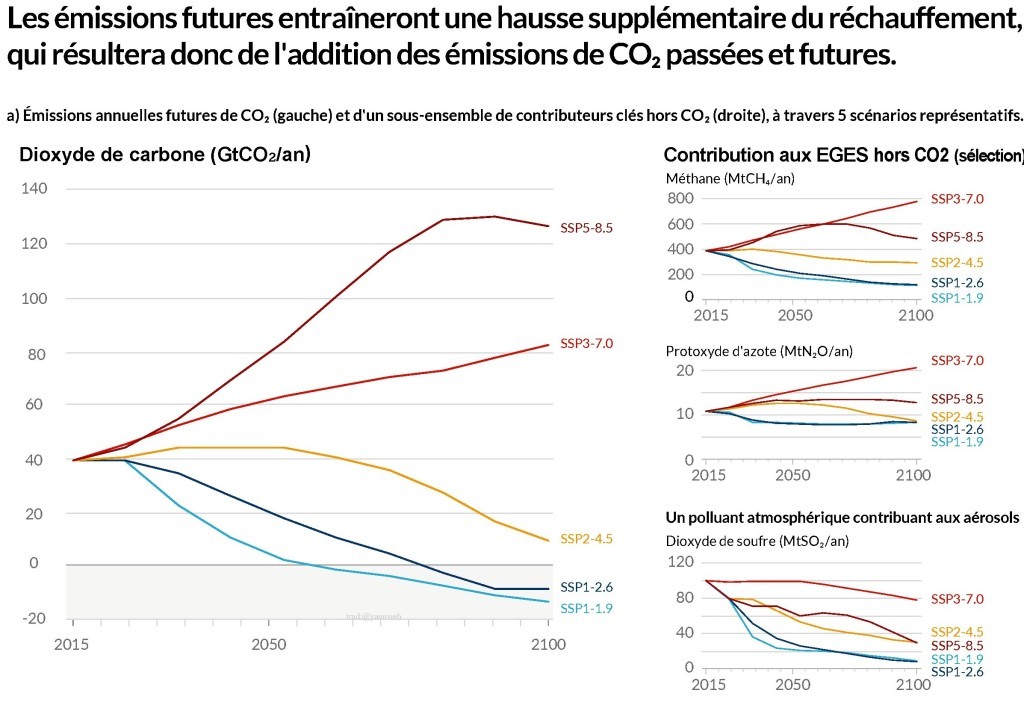 Les émissions futures entraîneront une hausse supplémentaire du réchauffement,
qui résultera donc de l'addition des émissions de CO₂ passées et futures.
a) Émissions annuelles futures de CO₂ (gauche) et d'un sous-ensemble de contributeurs clés hors CO₂ (droite), à travers 5 scénarios représentatifs.
Dioxyde de carbone (GtCO₂/an)
140
120
100
80
60
40
20
0
-20
2015
2050
2100
SSP5-8.5
SSP3-7.0
SSP2-4.5
SSP1-2.6
SSP1-1.9
Contribution aux EGES hors CO2 (sélection)
Méthane (MtCH₄/an)
800
600
400
200
0
2015
2050
2100
SSP3-7.0
SSP5-8.5
SSP2-4.5
SSP1-2.6
SSP1-1.9
Protoxyde d'azote (MtN₂O/an)
20
10
0
2015
2050
2100
SSP3-7.0
SSP5-8.5
SSP2-4.5
SSP1-2.6
SSP1-1.9
Un polluant atmosphérique contribuant aux aérosols
Dioxyde de soufre (MtSO₂/an)
120
80
40
0
2015
2050
2100
SSP3-7.0
SSP2-4.5
SSP5-8.5
SSP1-1.9
SSP1-2.6